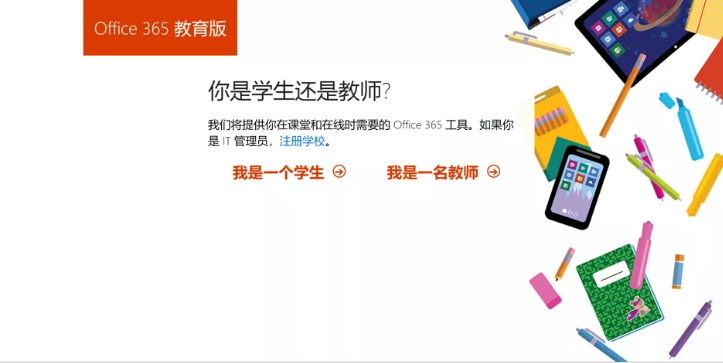 Office 365 教育版
你是学生还是教师?
我们将提供你在课堂和在线时需要的 Office 365 工具。如果你
是 IT 管理员，注册学校。
我是一个学生
我是一名教师